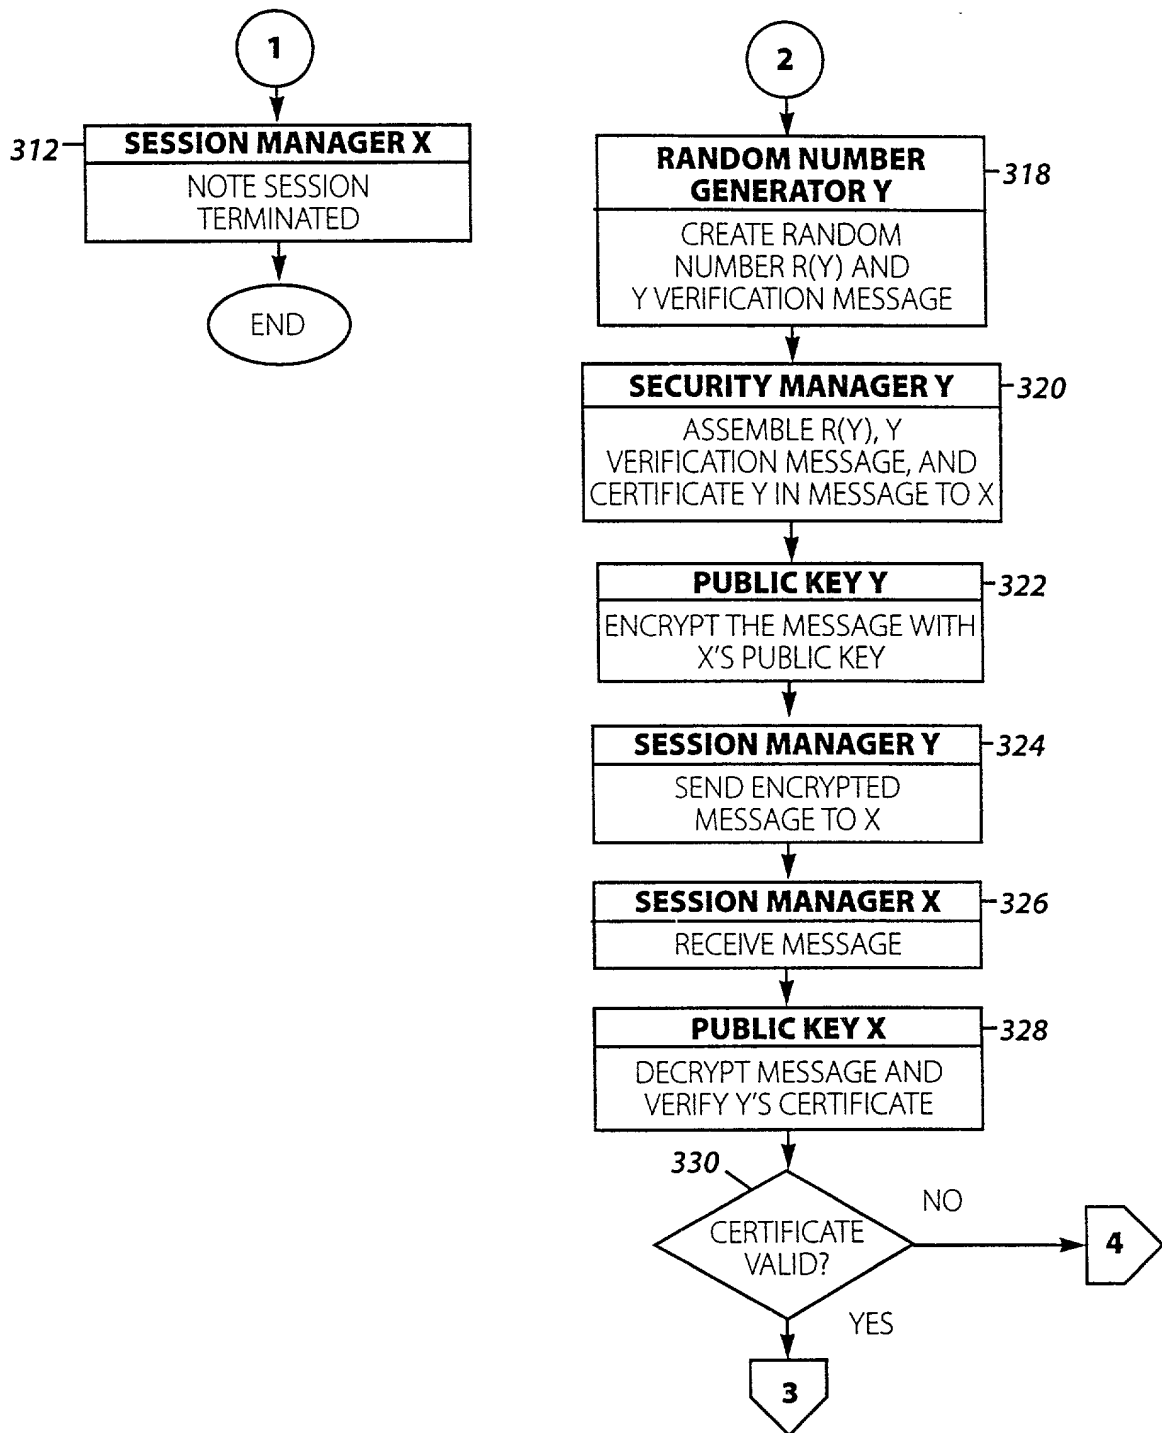 1
312
SESSION MANAGER X
NOTE SESSION
TERMINATED
END
2
RANDOM NUMBER
GENERATOR Y
318
CREATE RANDOM
NUMBER R(Y) AND
Y VERIFICATION MESSAGE
SECURITY MANAGER Y
320
ASSEMBLE R(Y), Y
VERIFICATION MESSAGE, AND
CERTIFICATE Y IN MESSAGE TO X
PUBLIC KEY Y
322
ENCRYPT THE MESSAGE WITH
X'S PUBLIC KEY
SESSION MANAGER Y
324
SEND ENCRYPTED
MESSAGE TO X
SESSION MANAGER X
326
RECEIVE MESSAGE
PUBLIC KEY X
328
DECRYPT MESSAGE AND
VERIFY Y'S CERTIFICATE
330
CERTIFICATE
VALID?
NO
4
YES
3